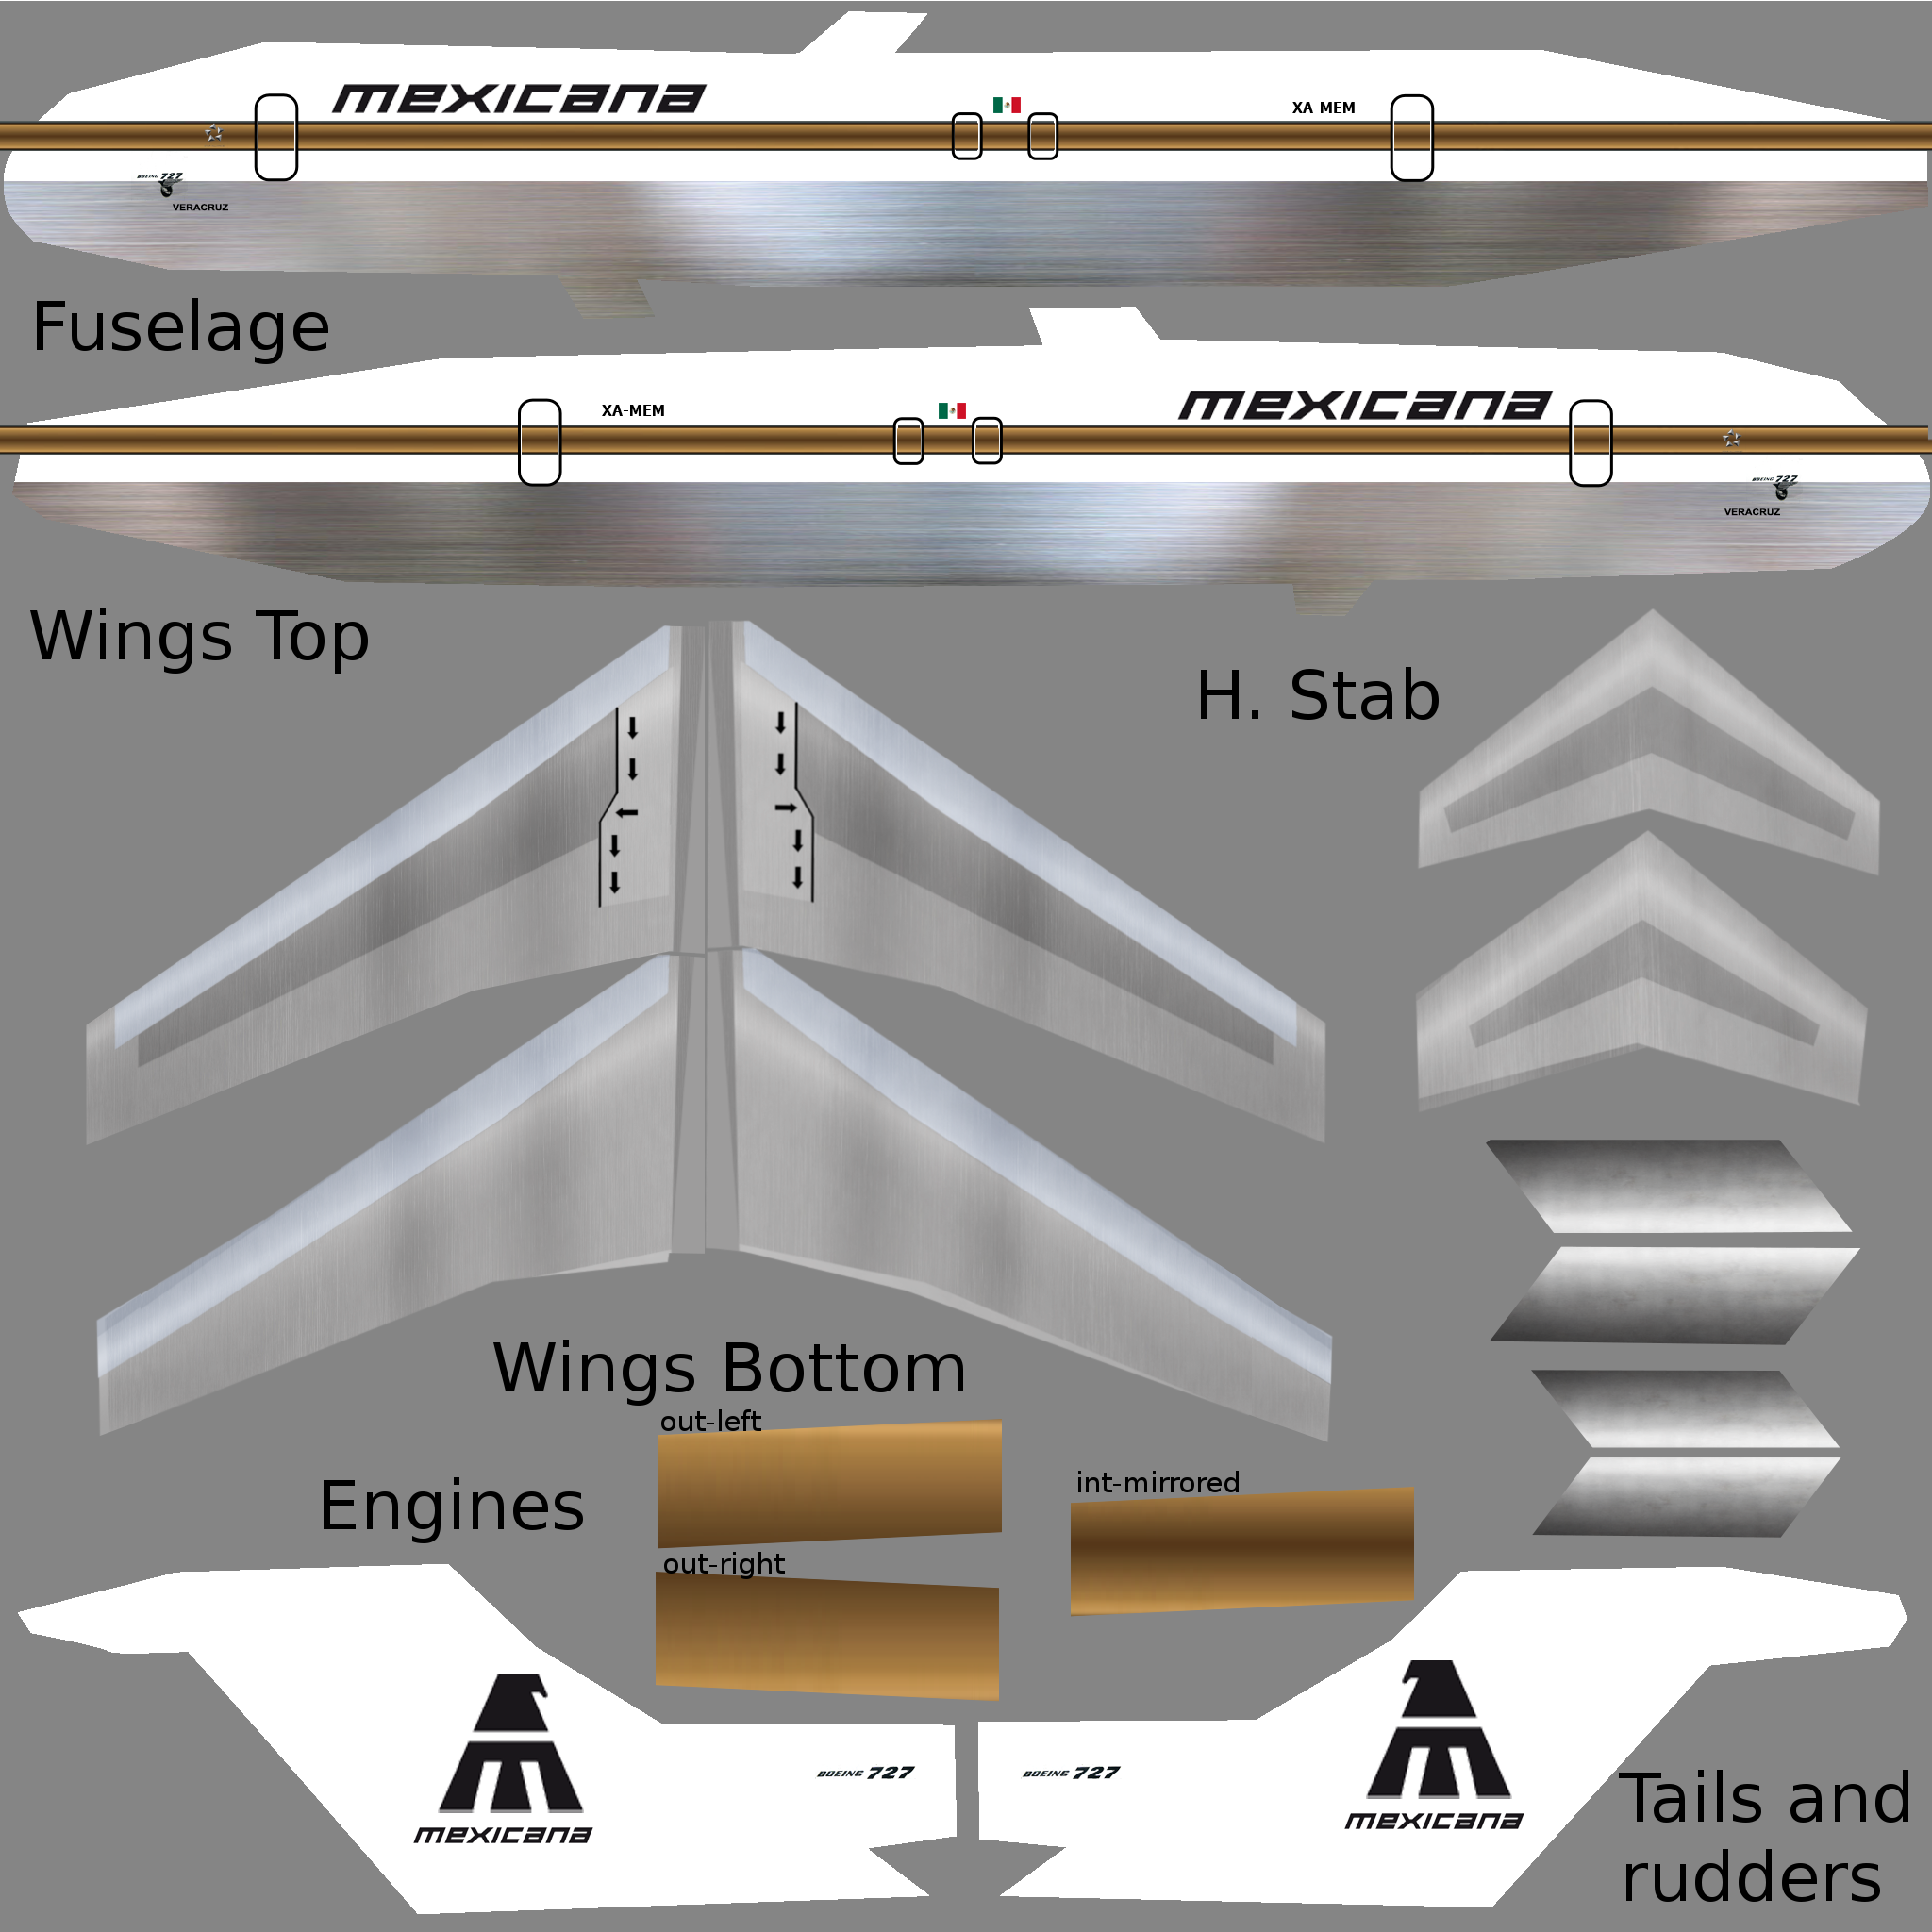 mexicana
XA-MEM
BOEING 727
VERACRUZ
Fuselage
mexicana
XA-MEM
BOEING 727
VERACRUZ
Wings Top
H. Stab
Wings Bottom
out-left
int-mirrored
Engines
out-right
BOEING 727
BOEING 727
mexicana
mexicana
Tails and
rudders